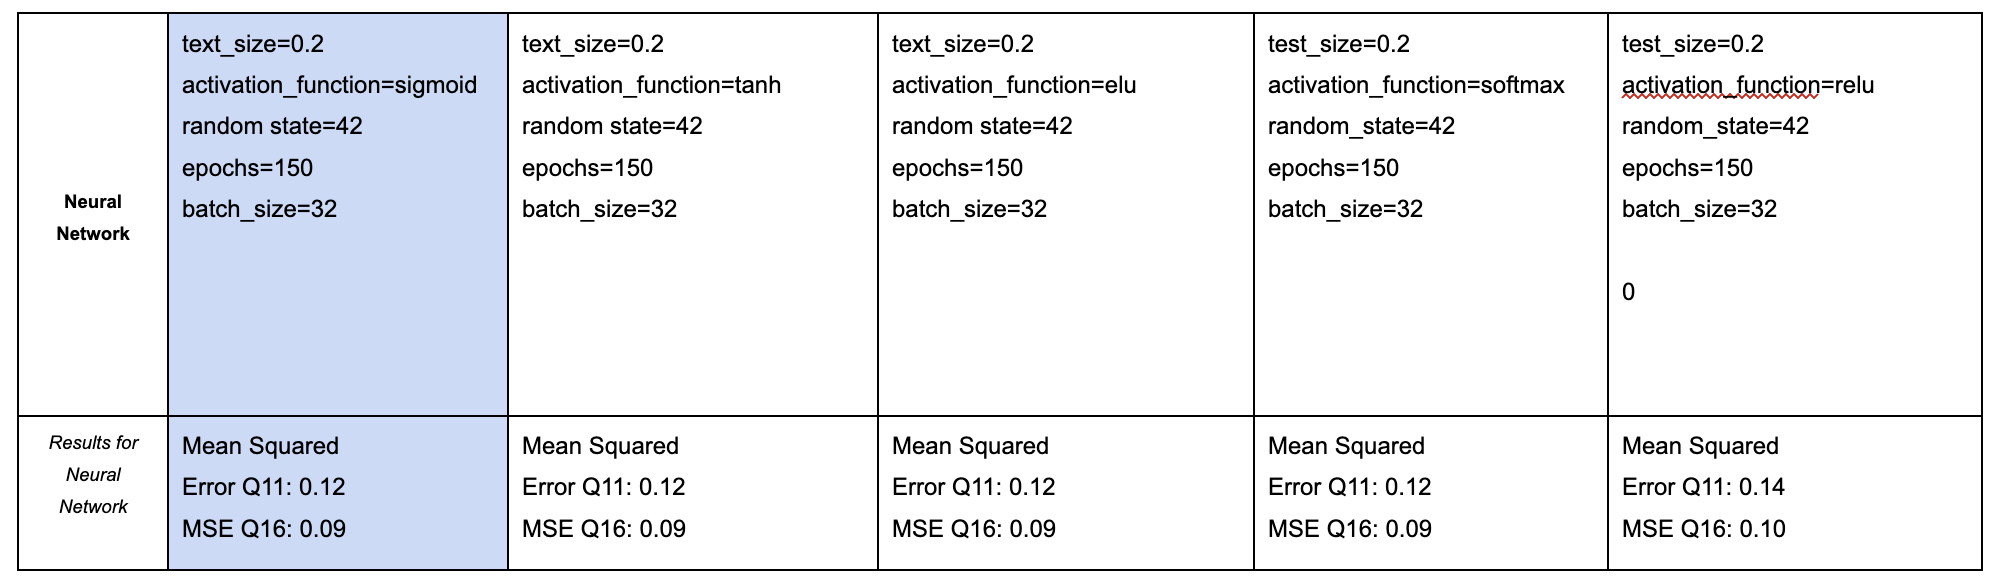 Neural
Network
text_size=0.2
activation_function=sigmoid
random state=42
epochs=150
batch_size=32
text_size=0.2
activation_function=tanh
random state=42
epochs=150
batch_size=32
text_size=0.2
activation_function=elu
random state=42
epochs=150
batch_size=32
test_size=0.2
activation_function=softmax
random_state=42
epochs=150
batch_size=32
test_size=0.2
activation_function=relu
random_state=42
epochs=150
batch_size=32
0
Results for
Neural
Network
Mean Squared
Error Q11: 0.12
MSE Q16: 0.09
Mean Squared
Error Q11: 0.12
MSE Q16: 0.09
Mean Squared
Error Q11: 0.12
MSE Q16: 0.09
Mean Squared
Error Q11: 0.12
MSE Q16: 0.09
Mean Squared
Error Q11: 0.14
MSE Q16: 0.10